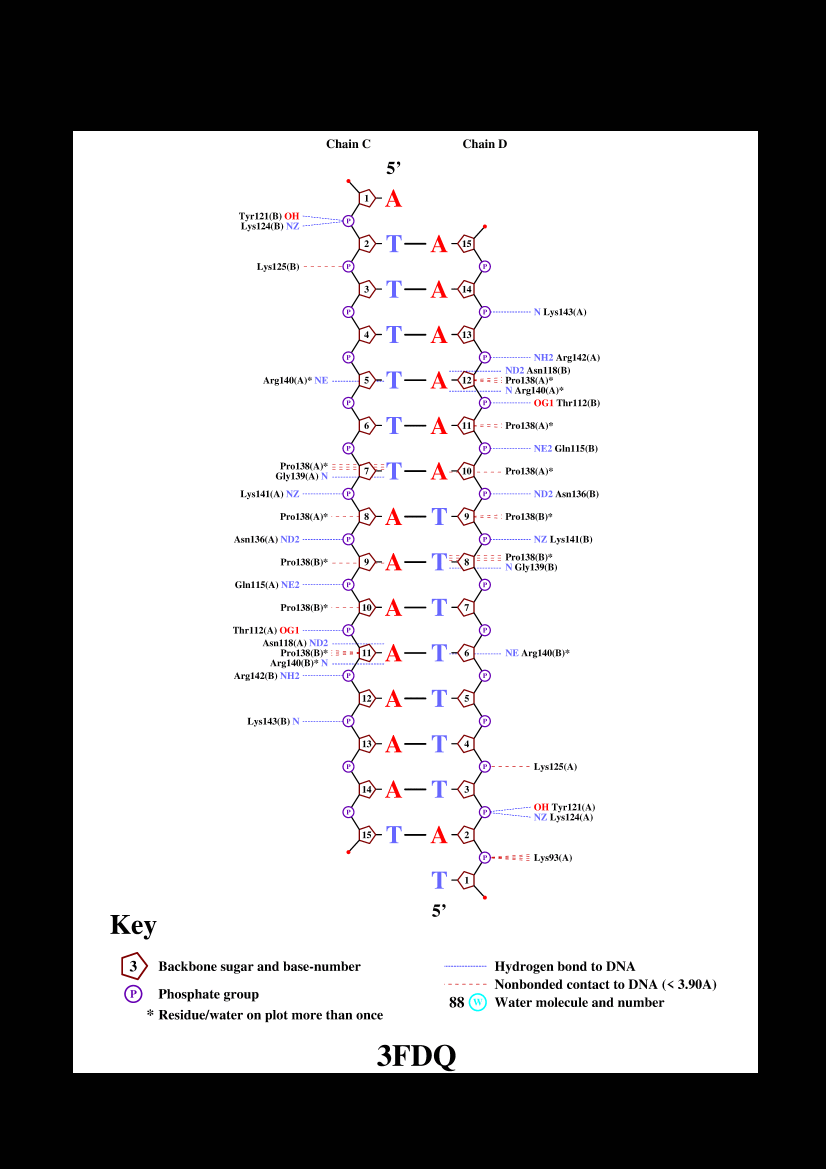 Chain C Chain D
5’
1 A
Tyr121(B) OH P
Lys124(B) NZ
2 T A 15
Lys125(B) P P
3 T A 14
P P N Lys143(A)
4 T A 13
P P NH2 Arg142(A)
ND2 Asn118(B)
Arg140(A)* NE 5 T A 12 Pro138(A)*
N Arg140(A)*
P P OG1 Thr112(B)
6 T A 11 Pro138(A)*
P P NE2 Gln115(B)
Pro138(A)* 7 T A 10 Pro138(A)*
Gly139(A) N
Lys141(A) NZ P P ND2 Asn136(B)
Pro138(A)* 8 A T 9 Pro138(B)*
Asn136(A) ND2 P P NZ Lys141(B)
Pro138(B)* 9 A T 8 Pro138(B)*
N Gly139(B)
Gln115(A) NE2 P P
Pro138(B)* 10 A T 7
Thr112(A) OG1 P P
Asn118(A) ND2
Pro138(B)* 11 A T 6 NE Arg140(B)*
Arg140(B)* N
Arg142(B) NH2 P P
12 A T 5
Lys143(B) N P P
13 A T 4
P P Lys125(A)
14 A T 3
P P OH Tyr121(A)
NZ Lys124(A)
15 T A 2
P Lys93(A)
T 1
5’
Key
3 Backbone sugar and base-number
P Phosphate group
* Residue/water on plot more than once
Hydrogen bond to DNA
Nonbonded contact to DNA (< 3.90A)
88 W Water molecule and number
3FDQ